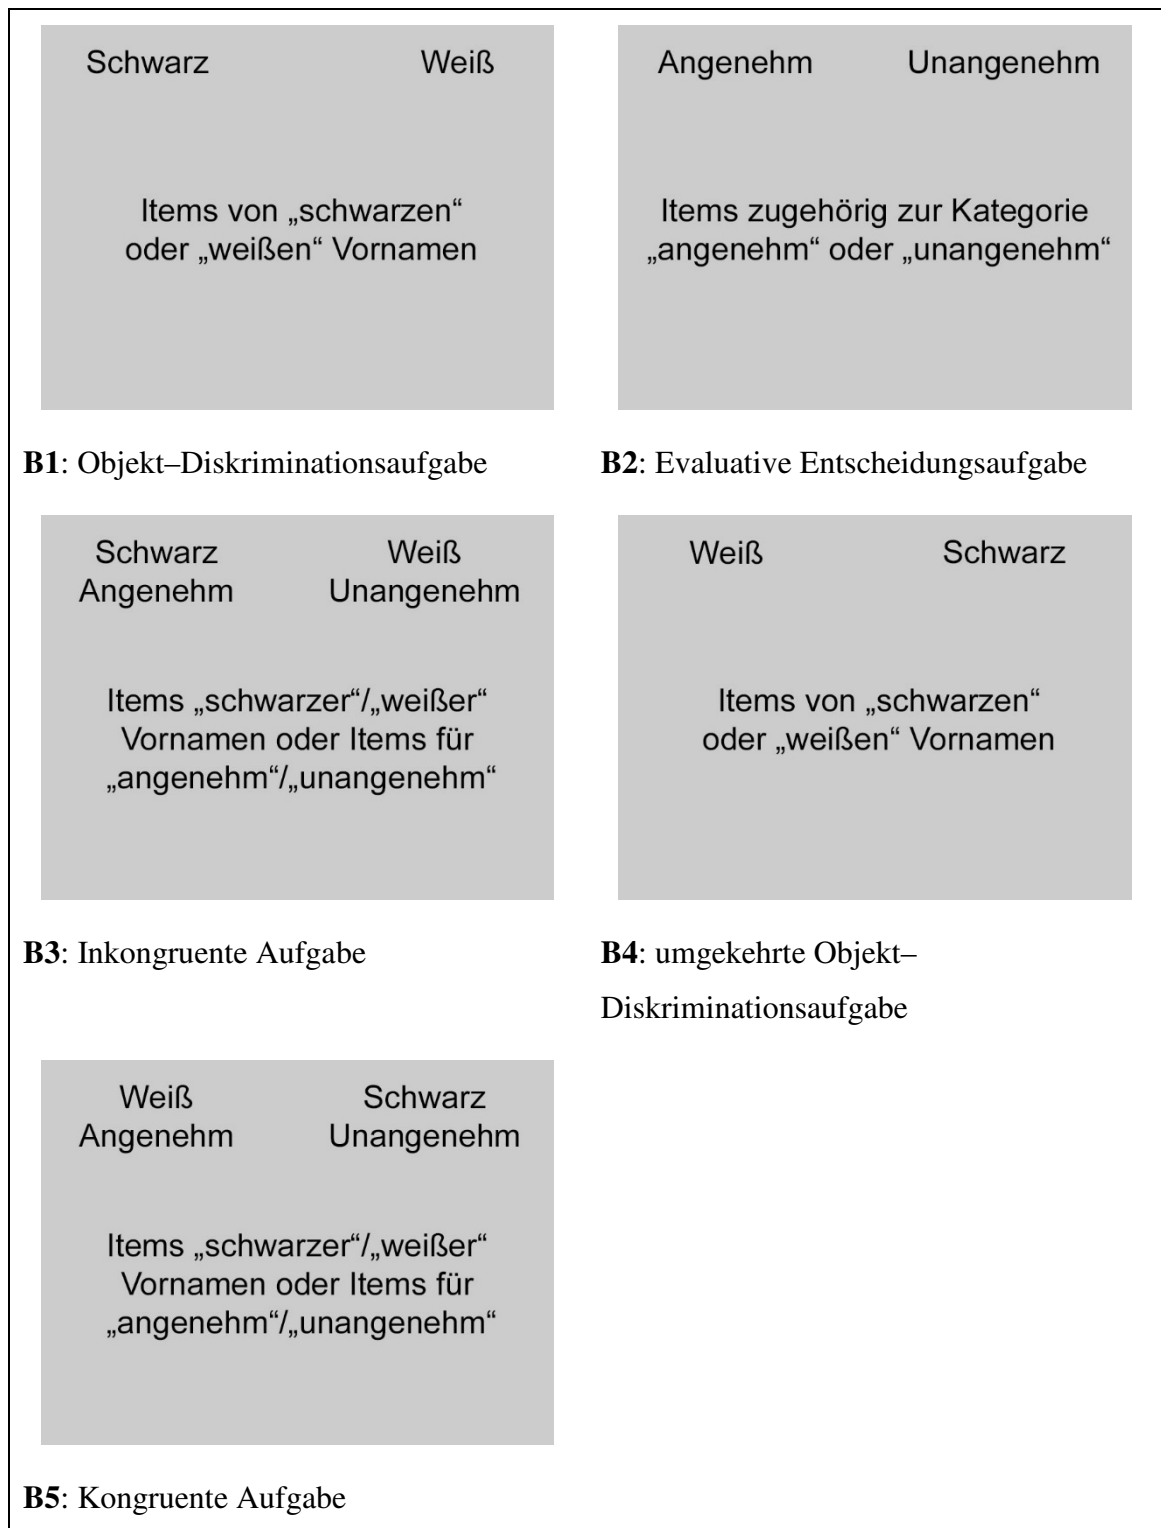 Schwarz Weiß
Items von „schwarzen“
oder „weißen“ Vornamen
B1: Objekt–Diskriminationsaufgabe
Angenehm Unangenehm
Items zugehörig zur Kategorie
„angenehm“ oder „unangenehm“
B2: Evaluative Entscheidungsaufgabe
Schwarz Weiß
Angenehm Unangenehm
Items „schwarzer“/„weißer“
Vornamen oder Items für
„angenehm“/„unangenehm“
B3: Inkongruente Aufgabe
Weiß Schwarz
Items von „schwarzen“
oder „weißen“ Vornamen
B4: umgekehrte Objekt–
Diskriminationsaufgabe
Weiß Schwarz
Angenehm Unangenehm
Items „schwarzer“/„weißer“
Vornamen oder Items für
„angenehm“/„unangenehm“
B5: Kongruente Aufgabe